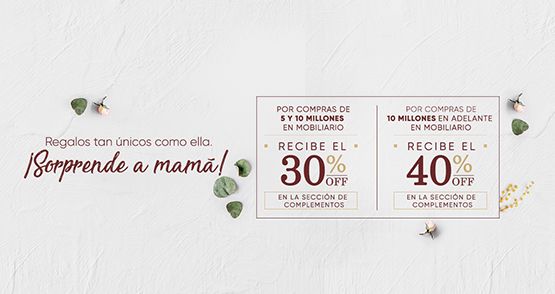 Regalos tan únicos como ella.
¡Sorprende a mamá!
POR COMPRAS DE
5 Y 10 MILLONES
EN MOBILIARIO
RECIBE EL
30% OFF
EN LA SECCIÓN DE
COMPLEMENTOS
POR COMPRAS DE
10 MILLONES EN ADELANTE
EN MOBILIARIO
RECIBE EL
40% OFF
EN LA SECCIÓN DE
COMPLEMENTOS